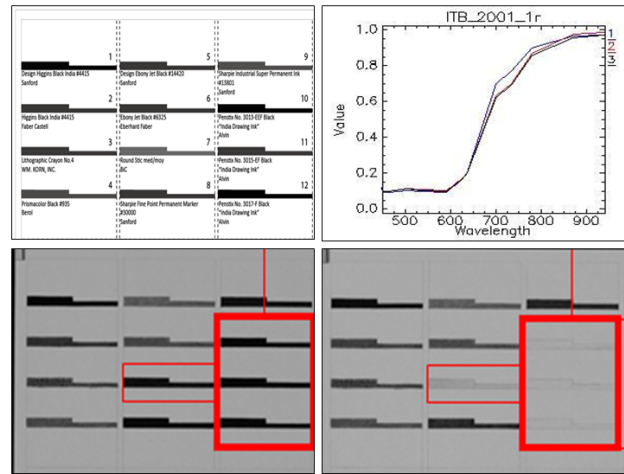 1
Design Higgins Black India #4415
Sanford
2
Higgins Black India #4415
Faber Castell
3
Lithographic Crayon No.4
WM. KORN, INC.
4
Prismacolor Black #935
Berol
5
Design Ebony Jet Black #14420
Sanford
6
Ebony Jet Black #6325
Eberhard Faber
7
Round Stic med/moy
BiC
8
Sharpie Fine Point Permanent Marker
#30000
Sanford
9
Sharpie Industrial Super Permanent Ink
#13801
Sanford
10
Penstix No. 3015-EEF Black
"India Drawing Ink"
Alvin
11
Penstix No. 3015-EF Black
"India Drawing Ink"
Alvin
12
Penstix No. 3017-F Black
"India Drawing Ink"
Alvin
ITB_2001_1r
1
2
3
Value
1.0
0.8
0.6
0.4
0.2
0.0
500 600 700 800 900
Wavelength